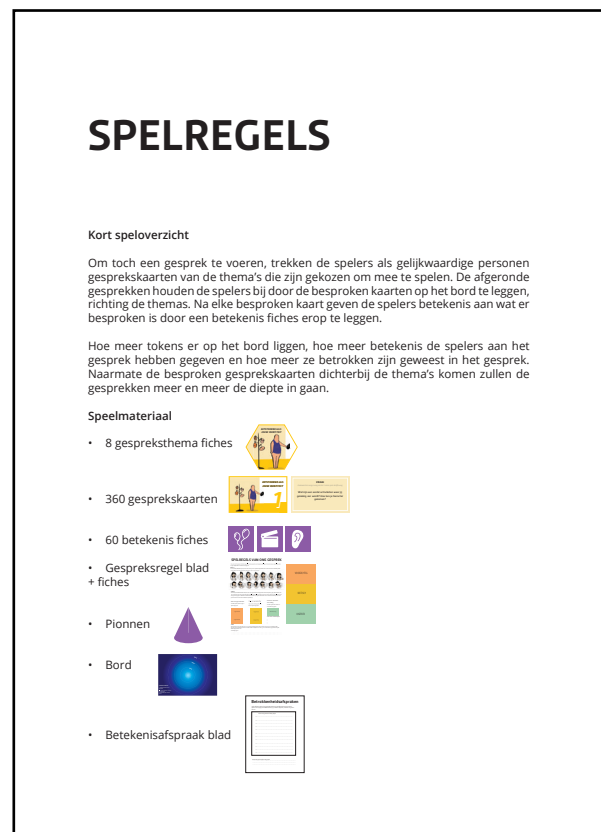 SPELREGELS
Kort speloverzicht
Om toch een gesprek te voeren, trekken de spelers als gelijkwaardige personen
gesprekskaarten van de thema's die zijn gekozen om mee te spelen. De afgeronde
gesprekken houden de spelers bij door de besproken kaarten op het bord te leggen,
richting de themas. Na elke besproken kaart geven de spelers betekenis aan wat er
besproken is door een betekenis fiches erop te leggen.
Hoe meer tokens er op het bord liggen, hoe meer betekenis de spelers aan het
gesprek hebben gegeven en hoe meer ze betrokken zijn geweest in het gesprek.
Naarmate de besproken gesprekskaarten dichterbij de thema's komen zullen de
gesprekken meer en meer de diepte in gaan.
Speelmateriaal
• 8 gespreksthema fiches
• 360 gesprekskaarten
1
• 60 betekenis fiches
• Gespreksregel blad
+ fiches
SPELREGELS VAN ONS GESPREK
• Pionnen
• Bord
• Betekenisafspraak blad
Betrokkenheidsafspraken